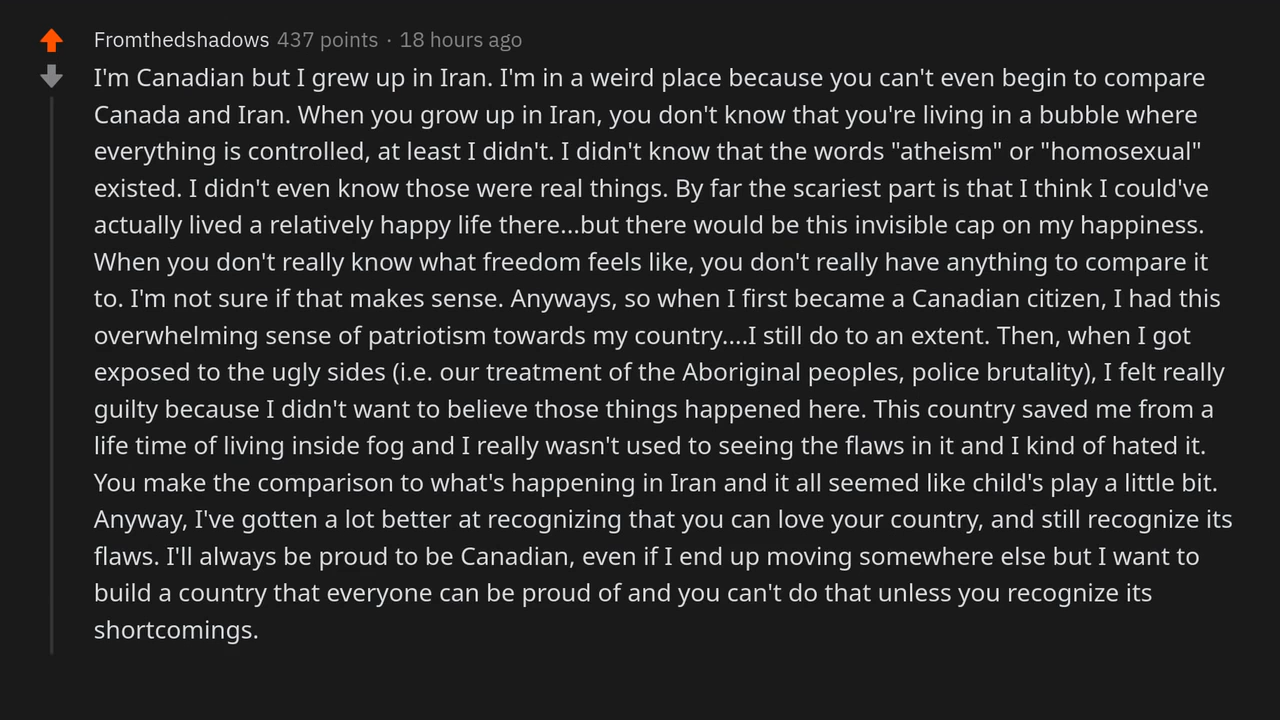 Fromthedshadows 437 points · 18 hours ago
I'm Canadian but I grew up in Iran. I'm in a weird place because you can't even begin to compare
Canada and Iran. When you grow up in Iran, you don't know that you're living in a bubble where
everything is controlled, at least I didn't. I didn't know that the words "atheism" or "homosexual"
existed. I didn't even know those were real things. By far the scariest part is that I think I could've
actually lived a relatively happy life there...but there would be this invisible cap on my happiness.
When you don't really know what freedom feels like, you don't really have anything to compare it
to. I'm not sure if that makes sense. Anyways, so when I first became a Canadian citizen, I had this
overwhelming sense of patriotism towards my country....I still do to an extent. Then, when I got
exposed to the ugly sides (i.e. our treatment of the Aboriginal peoples, police brutality), I felt really
guilty because I didn't want to believe those things happened here. This country saved me from a
life time of living inside fog and I really wasn't used to seeing the flaws in it and I kind of hated it.
You make the comparison to what's happening in Iran and it all seemed like child's play a little bit.
Anyway, I've gotten a lot better at recognizing that you can love your country, and still recognize its
flaws. I'll always be proud to be Canadian, even if I end up moving somewhere else but I want to
build a country that everyone can be proud of and you can't do that unless you recognize its
shortcomings.